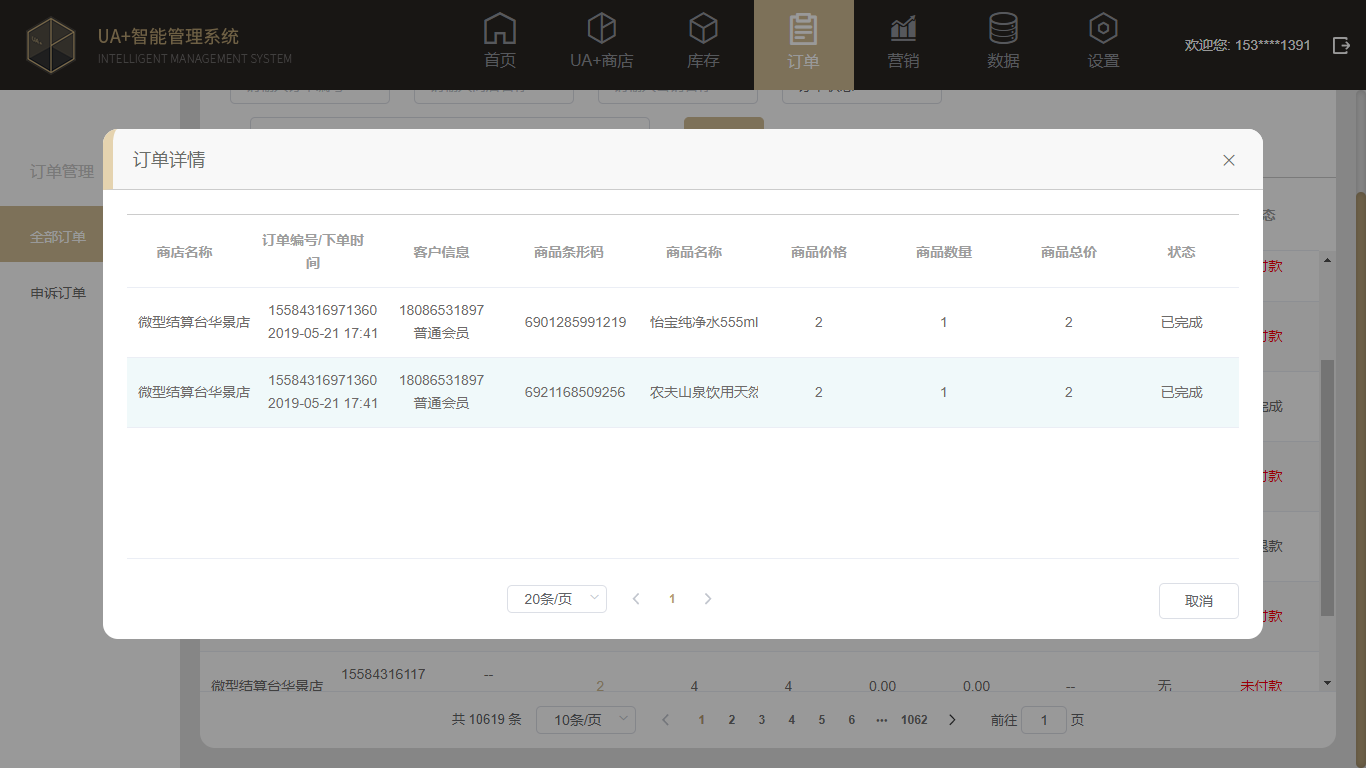 UA+智能管理系统
INTELLIGENT MANAGEMENT SYSTEM
首页
UA+商店
库存
订单
营销
数据
设置
欢迎您: 153****1391
订单管理
全部订单
申诉订单
订单详情
商店名称
订单编号/下单时
间
客户信息
商品条形码
商品名称
商品价格
商品数量
商品总价
状态
微型结算台华景店
15584316971360
2019-05-21 17:41
18086531897
普通会员
6901285991219
怡宝纯净水555ml
2
1
2
已完成
微型结算台华景店
15584316971360
2019-05-21 17:41
18086531897
普通会员
6921168509256
农夫山泉饮用天然
2
1
2
已完成
20条/页
1
取消
微型结算台华景店
15584316117
--
2
4
4
0.00
0.00
--
无
未付款
共 10619 条
10条/页
1
2
3
4
5
6
•••
1062
前往
1
页